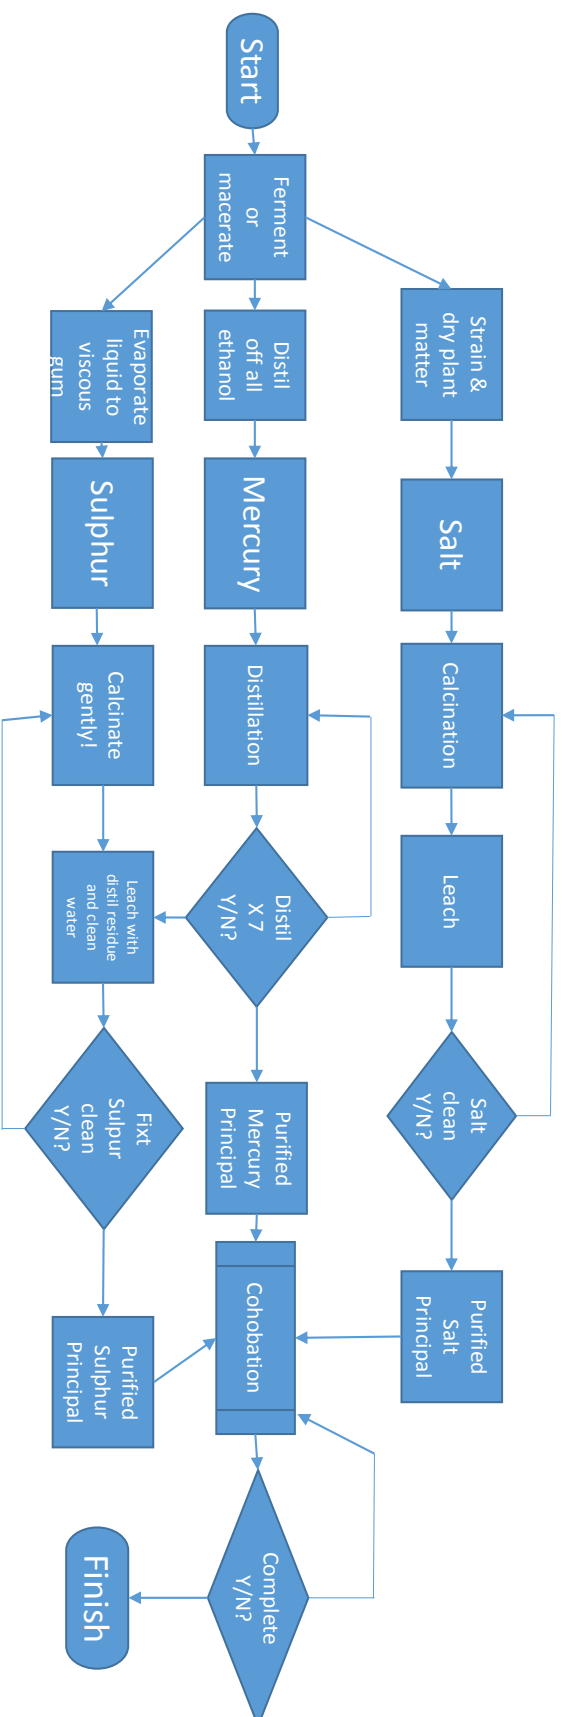 Start
Ferment
or
macerate
Strain &
dry plant
matter
Distil
off all
ethanol
Evaporate
liquid to
viscous
gum
Salt
Mercury
Sulphur
Calcination
Distillation
Calcinate
gently!
Leach
Distil
X 7
Y/N?
Leach with
distil residue
and clean
water
Salt
clean
Y/N?
Purified
Mercury
Principal
Fixt
Sulpur
clean
Y/N?
Purified
Salt
Principal
Cohobation
Purified
Sulphur
Principal
Complete
Y/N?
Finish